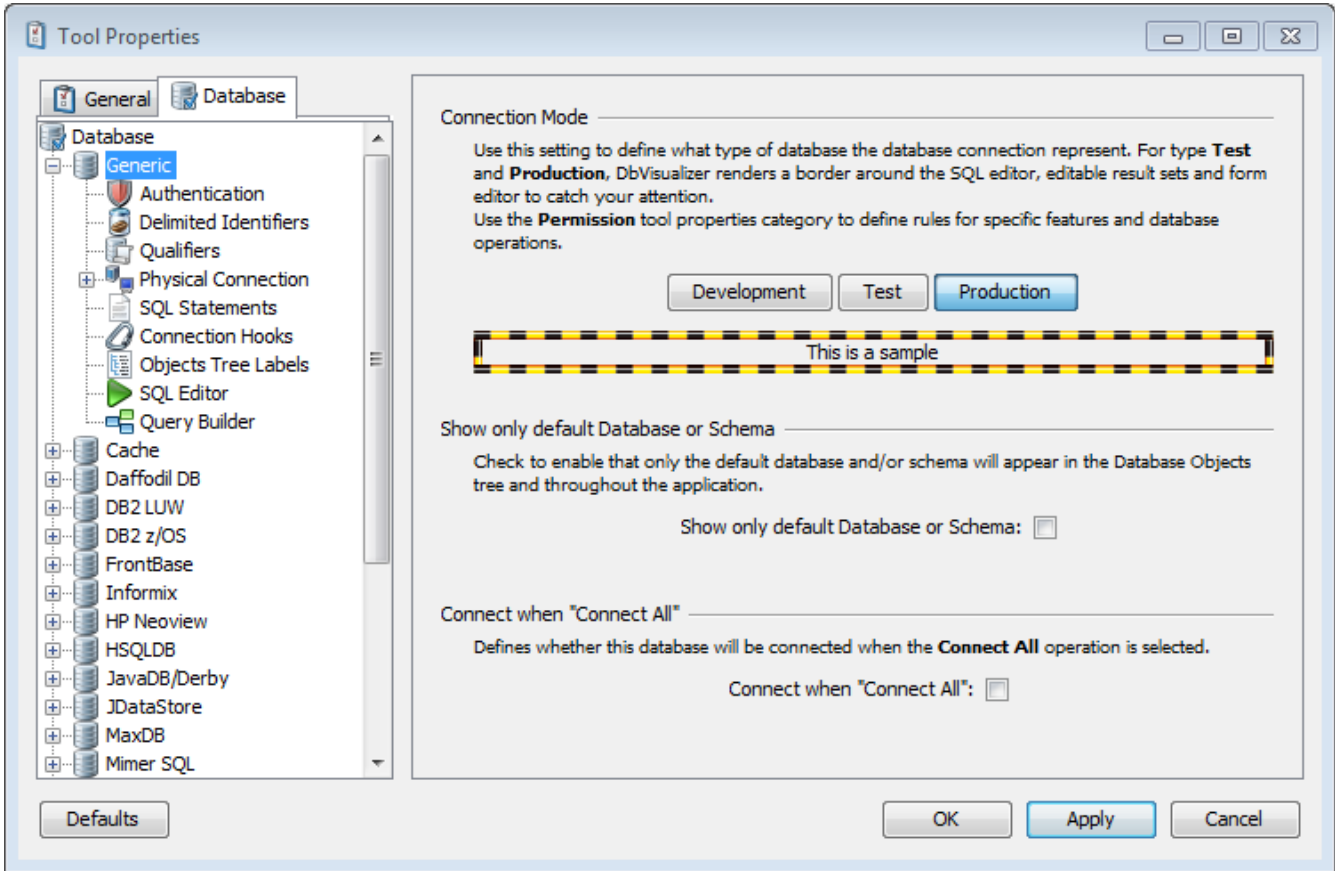 Tool Properties
General
Database
Database
Generic
Authentication
Delimited Identifiers
Qualifiers
Physical Connection
SQL Statements
Connection Hooks
Objects Tree Labels
SQL Editor
Query Builder
Cache
Daffodil DB
DB2 LUW
DB2 z/OS
FrontBase
Informix
HP Neoview
HSQLDB
JavaDB/Derby
JDataStore
MaxDB
Mimer SQL
Connection Mode
Use this setting to define what type of database the database connection represent. For type Test
and Production, DbVisualizer renders a border around the SQL editor, editable result sets and form
editor to catch your attention.
Use the Permission tool properties category to define rules for specific features and database
operations.
Development
Test
Production
This is a sample
Show only default Database or Schema
Check to enable that only the default database and/or schema will appear in the Database Objects
tree and throughout the application.
Show only default Database or Schema:
Connect when "Connect All"
Defines whether this database will be connected when the Connect All operation is selected.
Connect when "Connect All":
Defaults
OK
Apply
Cancel